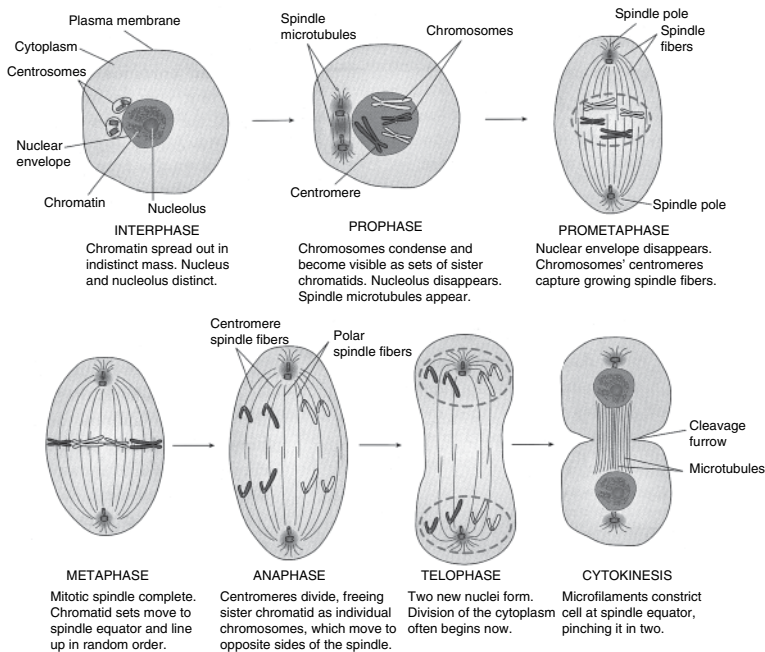 Plasma membrane
Cytoplasm
Centrosomes
Nuclear
envelope
Chromatin
Nucleolus
INTERPHASE
Chromatin spread out in
indistinct mass. Nucleus
and nucleolus distinct.
Spindle
microtubules
Chromosomes
Centromere
PROPHASE
Chromosomes condense and
become visible as sets of sister
chromatids. Nucleolus disappears.
Spindle microtubules appear.
Spindle pole
Spindle
fibers
Spindle pole
PROMETAPHASE
Nuclear envelope disappears.
Chromosomes' centromeres
capture growing spindle fibers.
METAPHASE
Mitotic spindle complete.
Chromatid sets move to
spindle equator and line
up in random order.
Centromere
spindle fibers
Polar
spindle fibers
ANAPHASE
Centromeres divide, freeing
sister chromatid as individual
chromosomes, which move to
opposite sides of the spindle.
TELOPHASE
Two new nuclei form.
Division of the cytoplasm
often begins now.
Cleavage
furrow
Microtubules
CYTOKINESIS
Microfilaments constrict
cell at spindle equator,
pinching it in two.